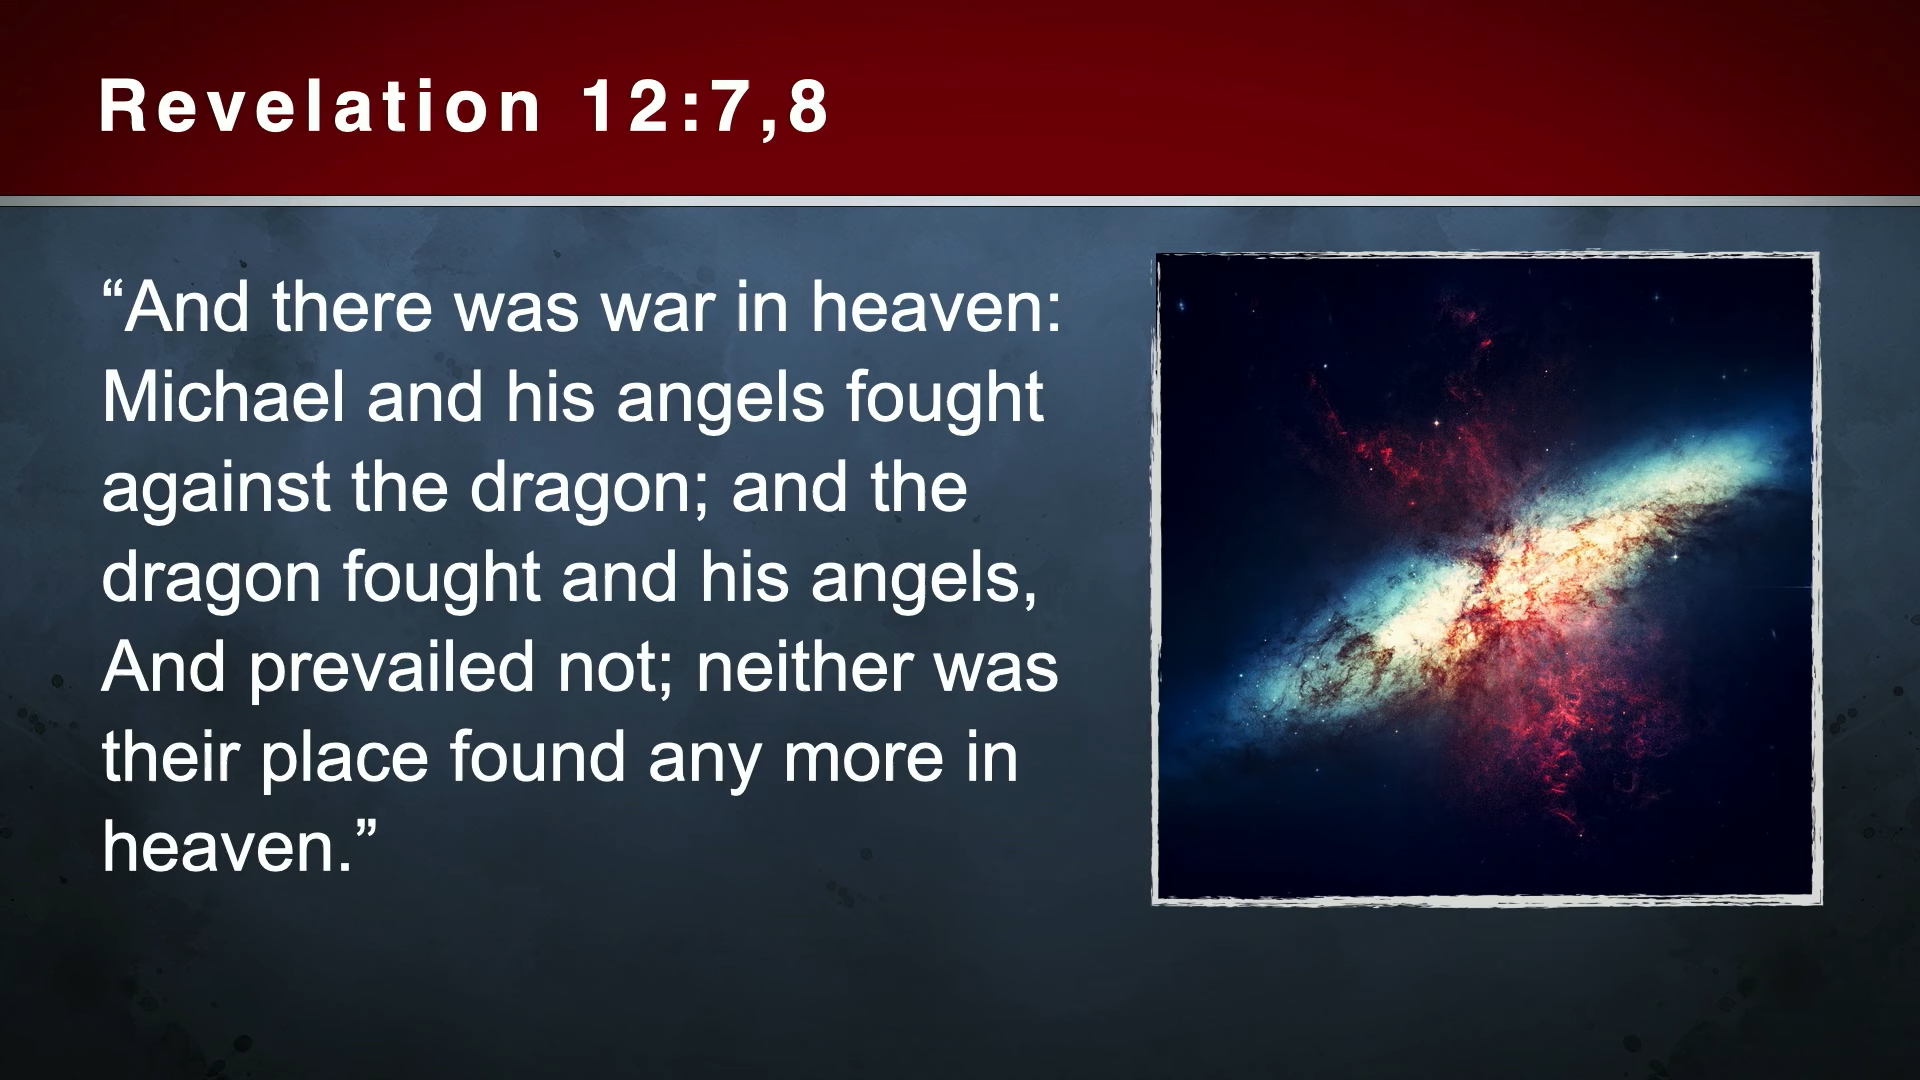 Revelation 12:7,8
“And there was war in heaven:
Michael and his angels fought
against the dragon; and the
dragon fought and his angels,
And prevailed not; neither was
their place found any more in
heaven.”